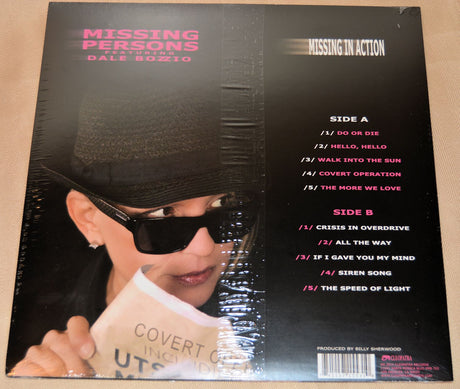 MISSING
PERSONS
FEATURING
DALE BOZZIO
MISSING IN ACTION
SIDE A
/1/ DO OR DIE
/2/ HELLO, HELLO
/3/ WALK INTO THE SUN
/4/ COVERT OPERATION
/5/ THE MORE WE LOVE
SIDE B
/1/ CRISIS IN OVERDRIVE
/2/ ALL THE WAY
/3/ IF I GAVE YOU MY MIND
/4/ SIREN SONG
/5/ THE SPEED OF LIGHT
COVERT O
INCLUD
UTS
PRODUCED BY BILLY SHERWOOD
CLEOPATRA